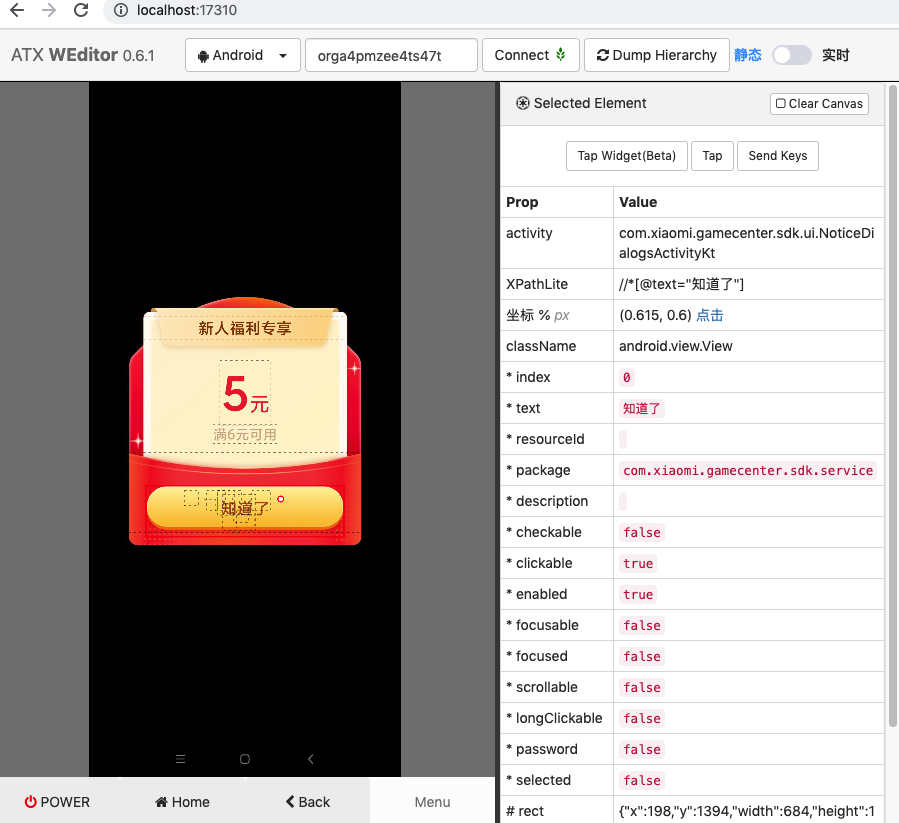 localhost:17310
ATX WEditor 0.6.1
Android
orga4pmzee4ts47t
Connect
Dump Hierarchy
静态
实时
新人福利专享
5元
满6元可用
知道了
POWER
Home
Back
Menu
Selected Element
Clear Canvas
Tap Widget(Beta)
Tap
Send Keys
Prop Value
activity com.xiaomi.gamecenter.sdk.ui.NoticeDi
alogsActivityKt
XPathLite //*[@text="知道了"]
坐标 % px (0.615, 0.6) 点击
className android.view.View
* index 0
* text 知道了
* resourceId
* package com.xiaomi.gamecenter.sdk.service
* description
* checkable false
* clickable true
* enabled true
* focusable false
* focused false
* scrollable false
* longClickable false
* password false
* selected false
# rect {"x":198,"y":1394,"width":684,"height":1